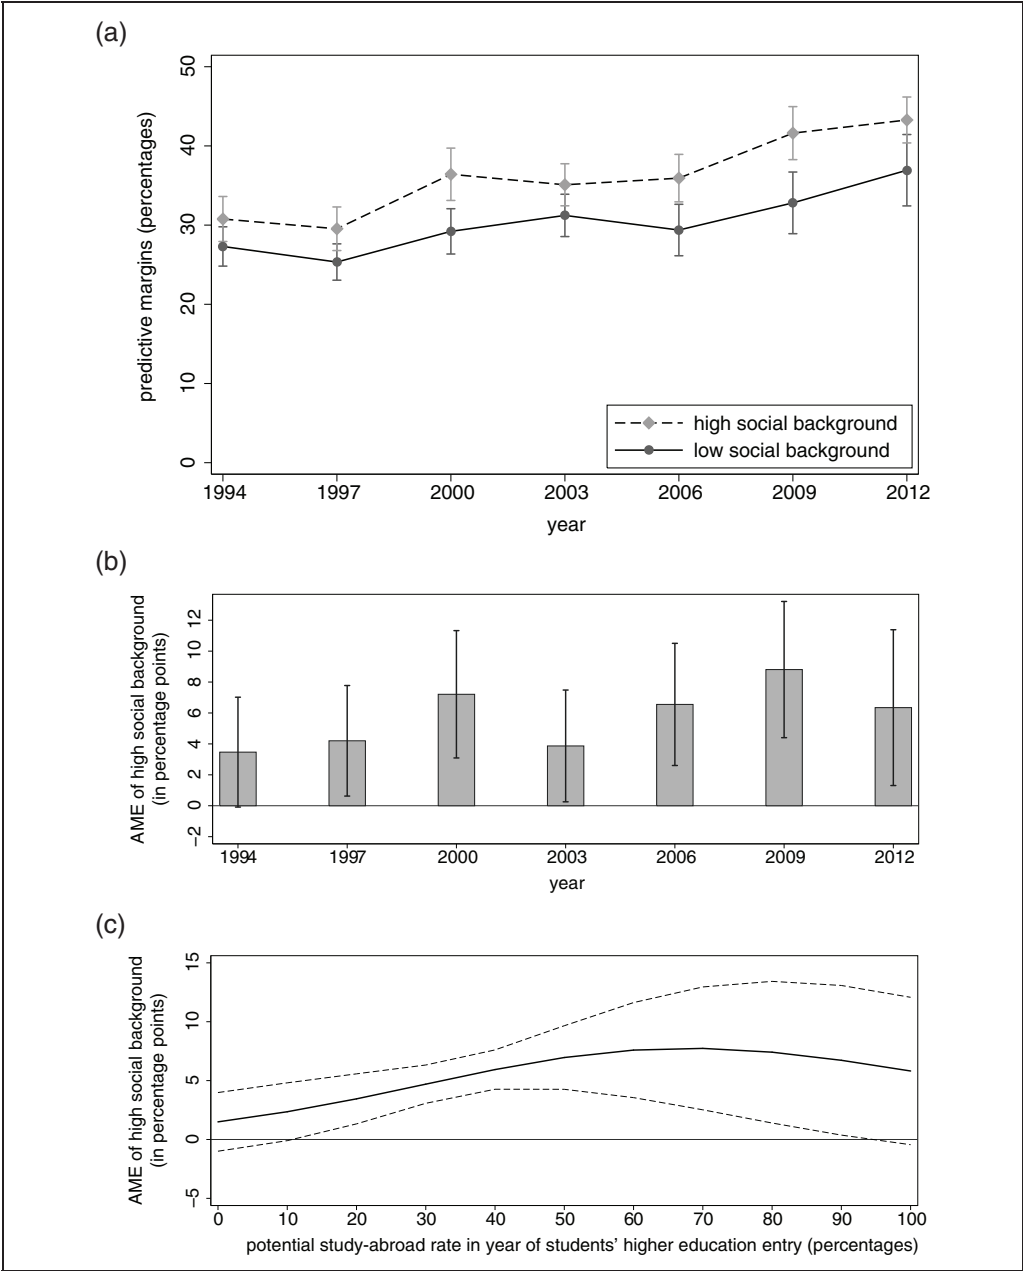 (a)
predictive margins (percentages)
50
40
30
20
10
0
high social background
low social background
1994 1997 2000 2003 2006 2009 2012
year
(b)
AME of high social background
(in percentage points)
12
10
8
6
4
2
0
−2
1994 1997 2000 2003 2006 2009 2012
year
(c)
AME of high social background
(in percentage points)
15
10
5
0
−5
0 10 20 30 40 50 60 70 80 90 100
potential study-abroad rate in year of students’ higher education entry (percentages)